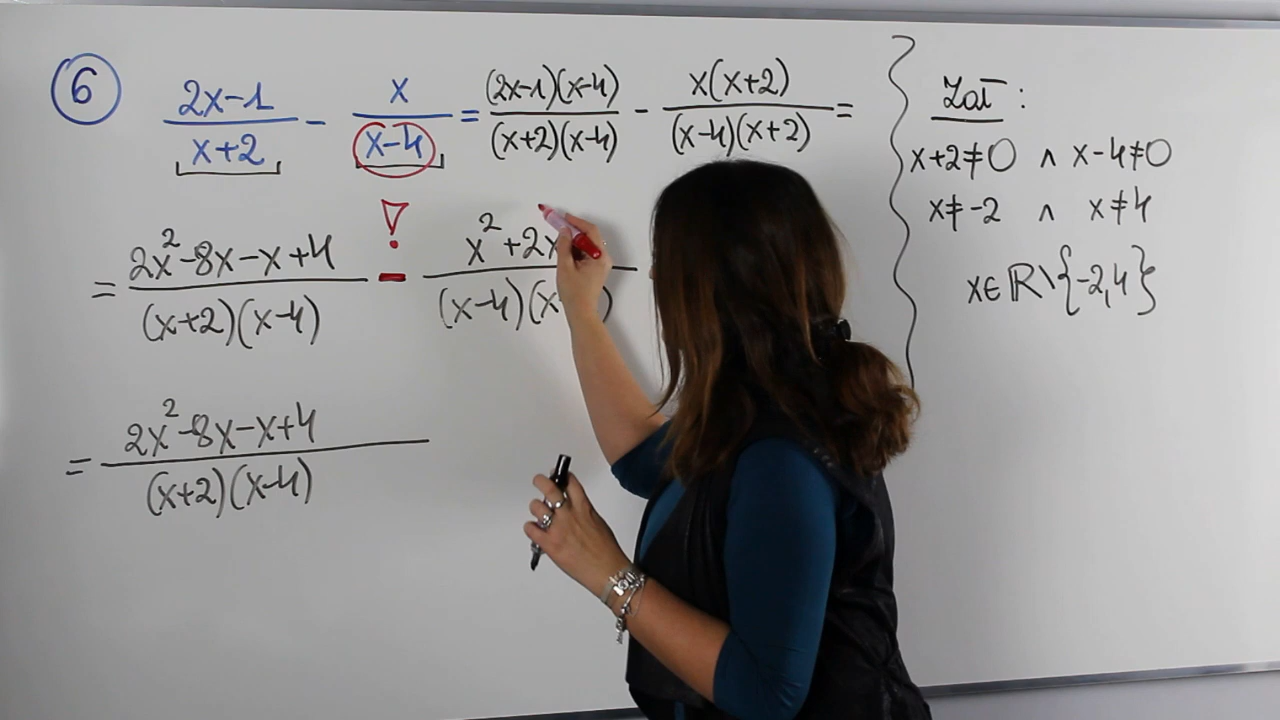 6 (2x-1)/(x+2) - x/(x-4) = (2x-1)(x-4)/(x+2)(x-4) - x(x+2)/(x-4)(x+2) =
= (2x²-8x-x+4)/(x+2)(x-4) - ! (x²+2x)/(x-4)(x
= (2x²-8x-x+4)/(x+2)(x-4)
Zał:
x+2≠0 ∧ x-4≠0
x≠-2 ∧ x≠4
x∈ℝ\{-2,4}